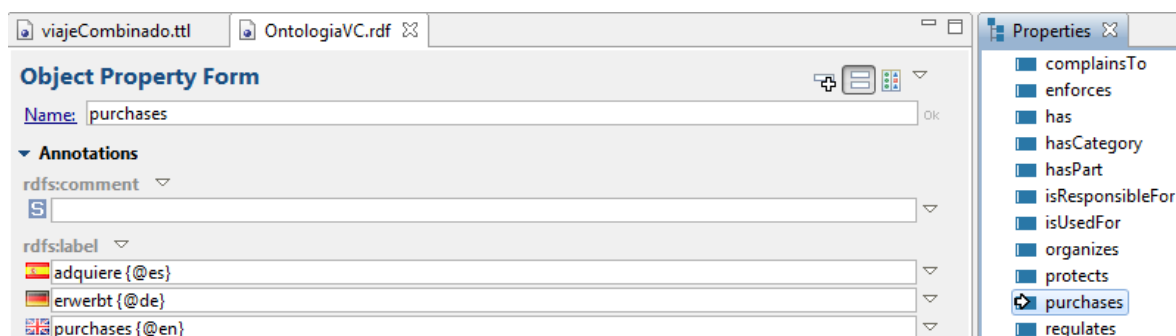 viajeCombinado.ttl
OntologiaVC.rdf
Object Property Form
Name: purchases
Ok
Annotations
rdfs:comment
S
rdfs:label
adquiere {@es}
erwerbt {@de}
purchases {@en}
Properties
complainsTo
enforces
has
hasCategory
hasPart
isResponsibleFor
isUsedFor
organizes
protects
purchases
regulates